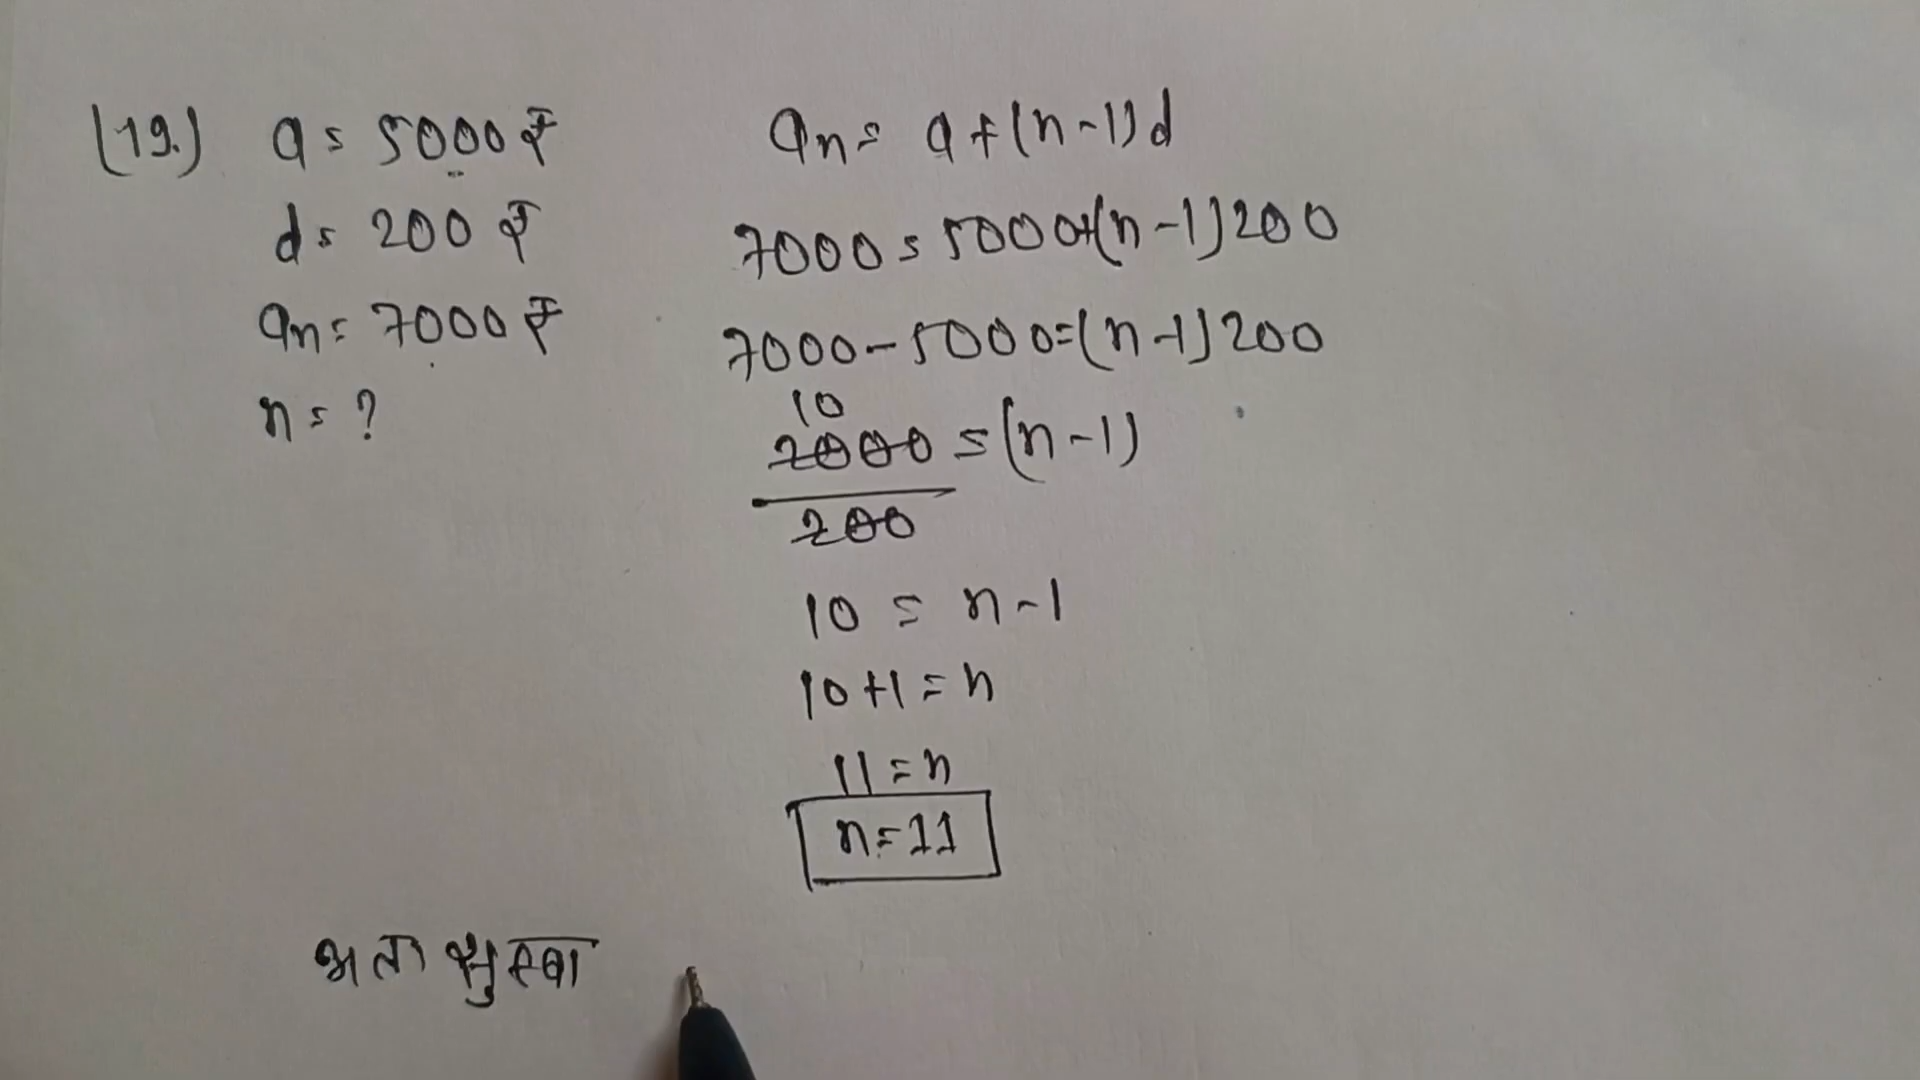 (19.) a = 5000 ₹
d = 200 ₹
an = 7000 ₹
n = ?
an = a + (n-1)d
7000 = 5000+(n-1)200
7000-5000=(n-1)200
10
2000 = (n-1)
200
10 = n-1
10+1=n
11=n
n=11
अतः